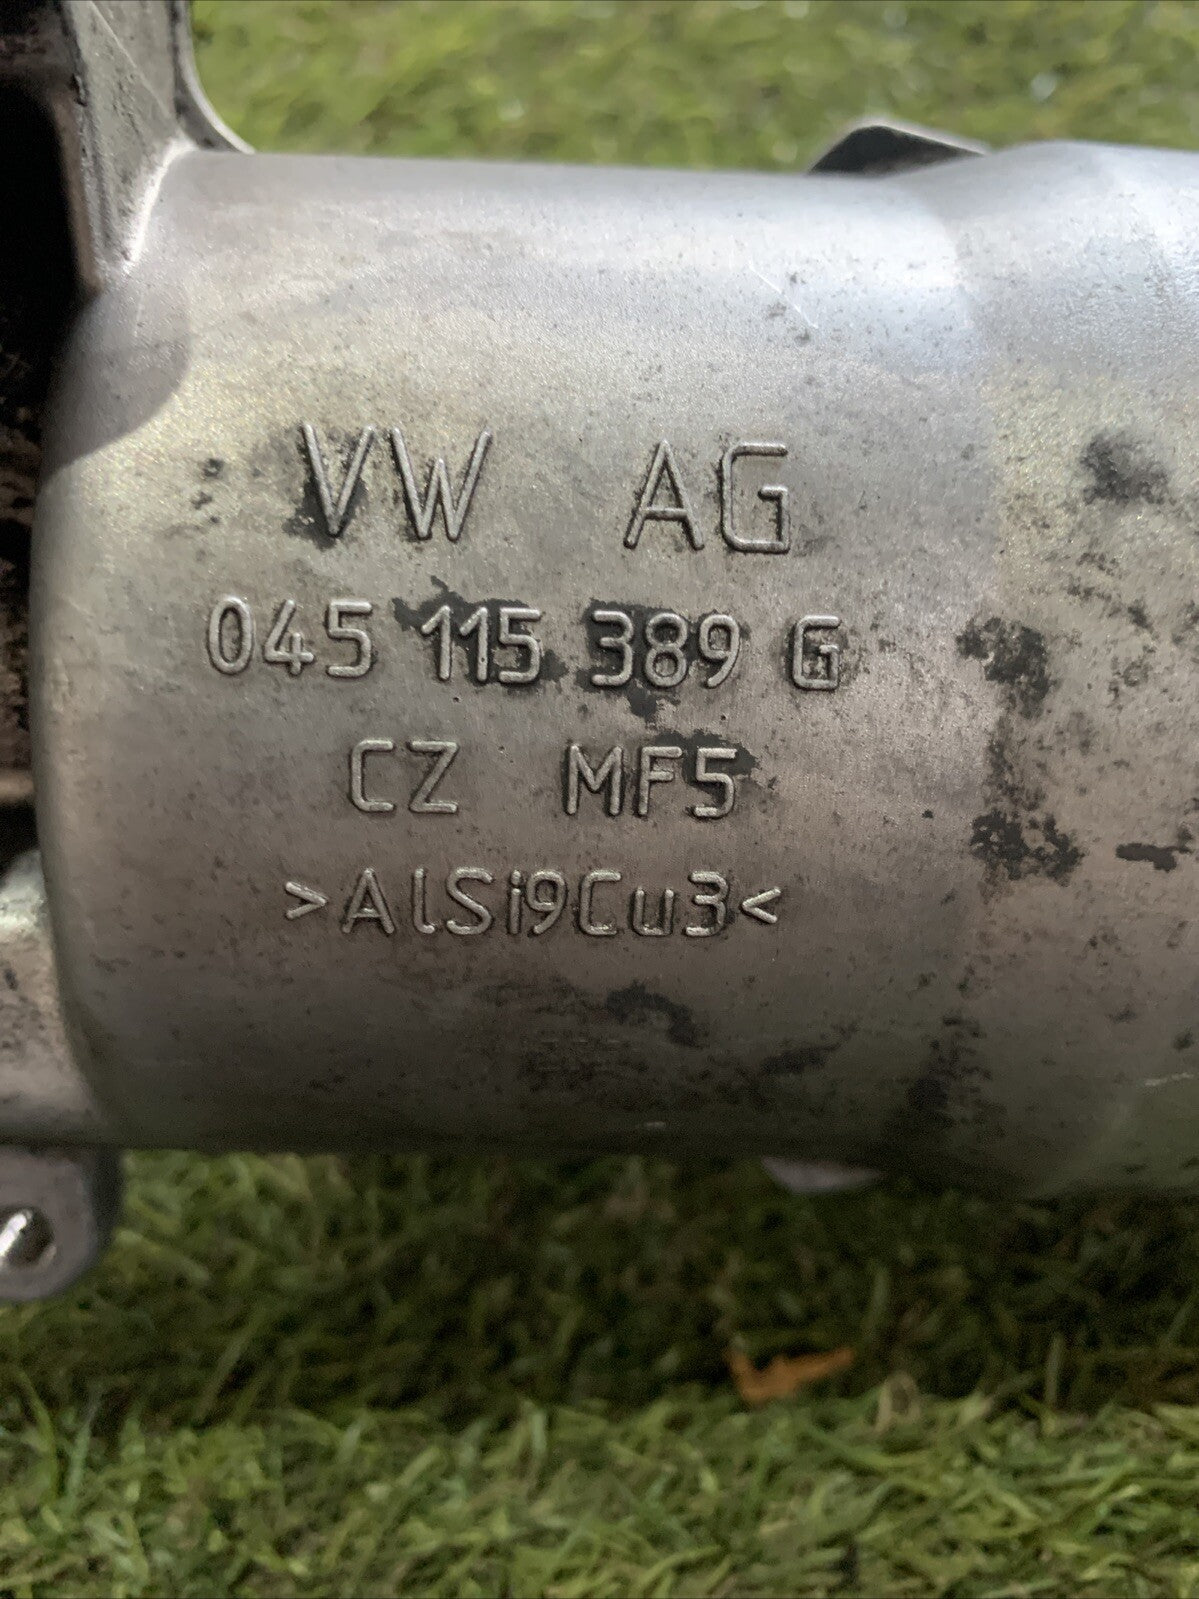 VW AG
045 115 389 G
CZ MF5
>AlSi9Cu3<